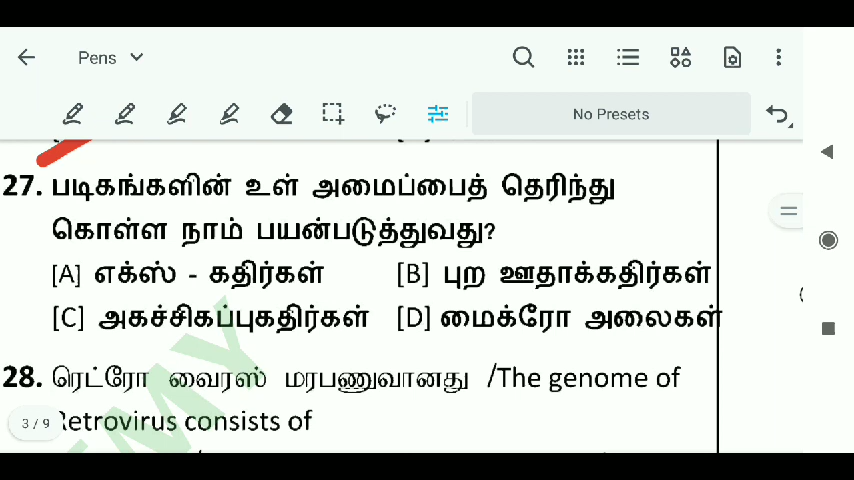 Pens
No Presets
27. படிகங்களின் உள் அமைப்பைத் தெரிந்து
கொள்ள நாம் பயன்படுத்துவது?
[A] எக்ஸ் - கதிர்கள் [B] புற ஊதாக்கதிர்கள்
[C] அகச்சிகப்புகதிர்கள் [D] மைக்ரோ அலைகள்
28. ரெட்ரோ வைரஸ் மரபணுவானது /The genome of
Retrovirus consists of
3 / 9